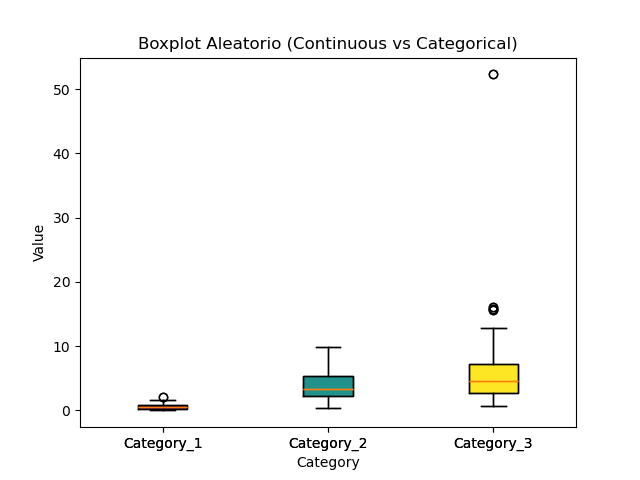 Boxplot Aleatorio (Continuous vs Categorical)
50
40
30
20
10
0
Value
Category_1
Category_2
Category_3
Category